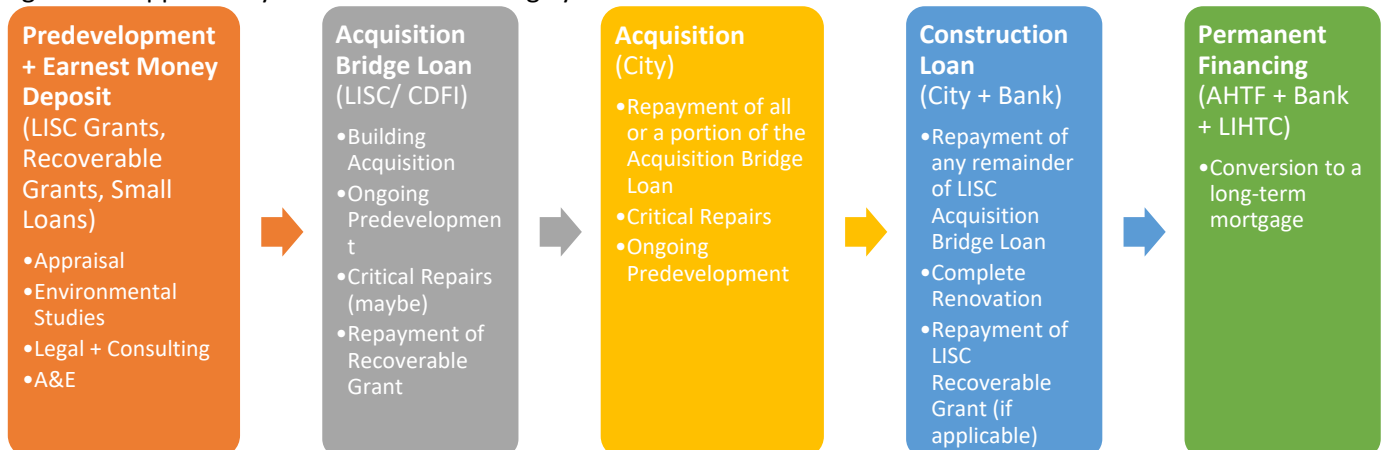 Predevelopment
+ Earnest Money
Deposit
(LISC Grants,
Recoverable
Grants, Small
Loans)
•Appraisal
•Environmental
Studies
•Legal + Consulting
•A&E
Acquisition
Bridge Loan
(LISC/ CDFI)
•Building
Acquisition
•Ongoing
Predevelopmen
t
•Critical Repairs
(maybe)
•Repayment of
Recoverable
Grant
Acquisition
(City)
•Repayment of all
or a portion of the
Acquisition Bridge
Loan
•Critical Repairs
•Ongoing
Predevelopment
Construction
Loan
(City + Bank)
•Repayment of
any remainder
of LISC
Acquisition
Bridge Loan
•Complete
Renovation
•Repayment of
LISC
Recoverable
Grant (if
applicable)
Permanent
Financing
(AHTF + Bank
+ LIHTC)
•Conversion to a
long-term
mortgage